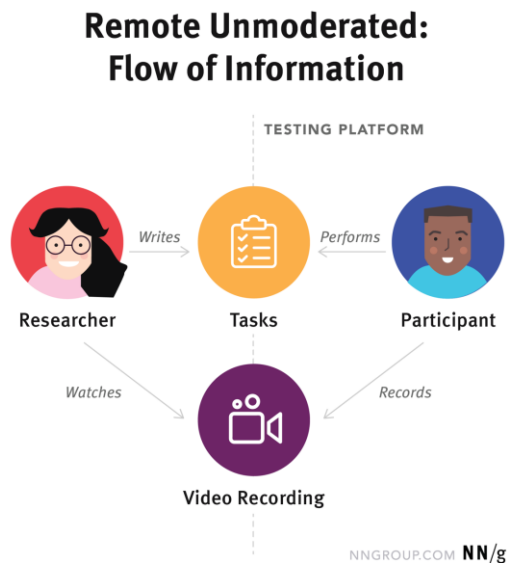 Remote Unmoderated:
Flow of Information
TESTING PLATFORM
Writes
Performs
Researcher
Tasks
Participant
Watches
Records
Video Recording
NNGROUP.COM NN/g